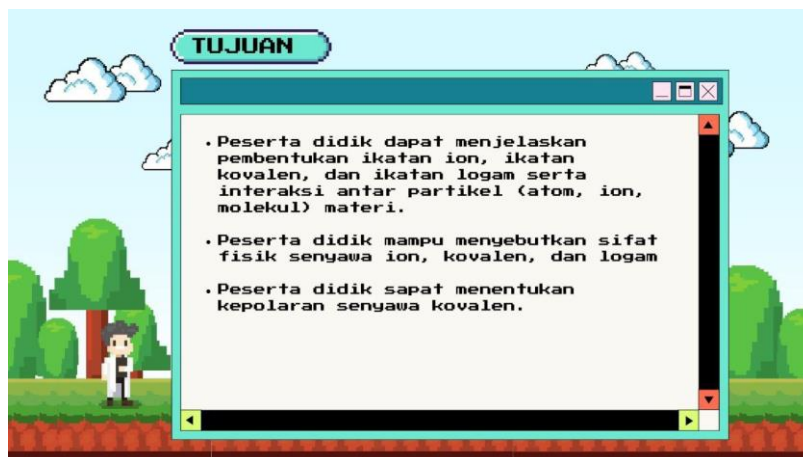 TUJUAN
• Peserta didik dapat menjelaskan
pembentukan ikatan ion, ikatan
kovalen, dan ikatan logam serta
interaksi antar partikel (atom, ion,
molekul) materi.
• Peserta didik mampu menyebutkan sifat
fisik senyawa ion, kovalen, dan logam
• Peserta didik sapat menentukan
kepolaran senyawa kovalen.